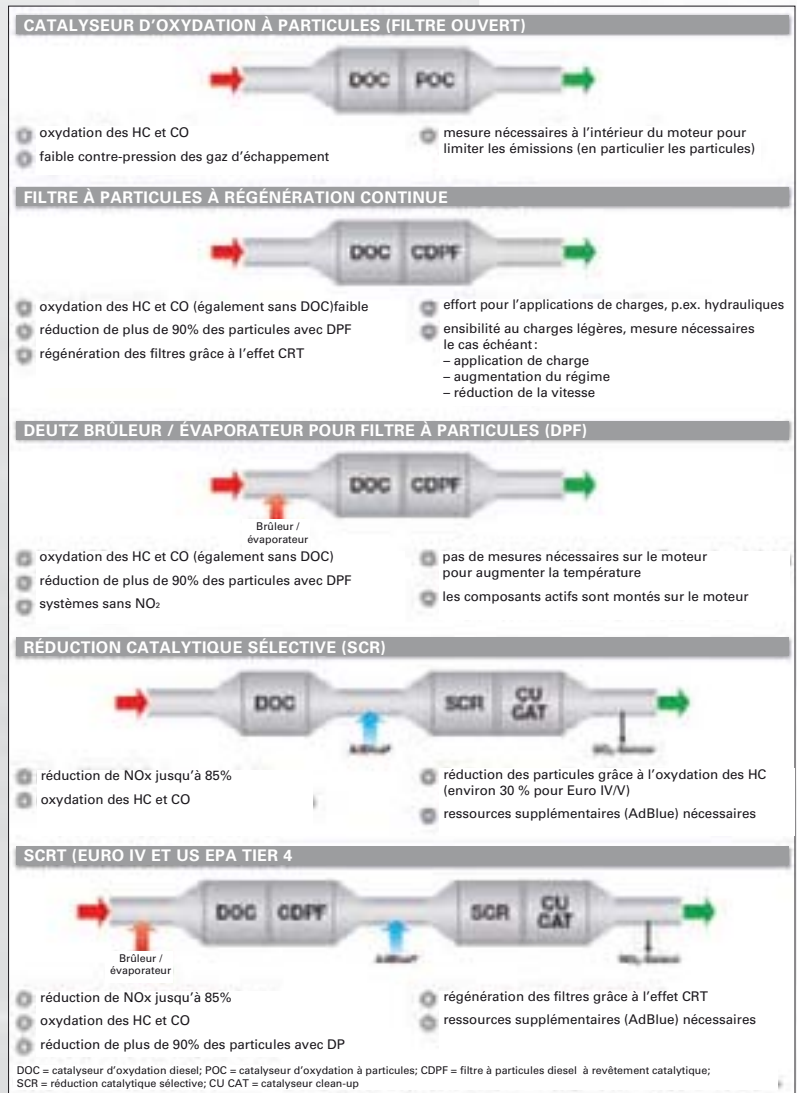 CATALYSEUR D'OXYDATION À PARTICULES (FILTRE OUVERT)
DOC POC
oxydation des HC et CO
faible contre-pression des gaz d'échappement
mesure nécessaires à l'intérieur du moteur pour
limiter les émissions (en particulier les particules)
FILTRE À PARTICULES À RÉGÉNÉRATION CONTINUE
DOC CDPF
oxydation des HC et CO (également sans DOC)faible
réduction de plus de 90% des particules avec DPF
régénération des filtres grâce à l'effet CRT
effort pour l'applications de charges, p.ex. hydrauliques
ensibilité au charges légères, mesure nécessaires
le cas échéant:
– application de charge
– augmentation du régime
– réduction de la vitesse
DEUTZ BRÛLEUR / ÉVAPORATEUR POUR FILTRE À PARTICULES (DPF)
DOC CDPF
Brûleur /
évaporateur
oxydation des HC et CO (également sans DOC)
réduction de plus de 90% des particules avec DPF
systèmes sans NO₂
pas de mesures nécessaires sur le moteur
pour augmenter la température
les composants actifs sont montés sur le moteur
RÉDUCTION CATALYTIQUE SÉLECTIVE (SCR)
DOC SCR CU CAT
AdBlue®
réduction de NOx jusqu'à 85%
oxydation des HC et CO
réduction des particules grâce à l'oxydation des HC
(environ 30 % pour Euro IV/V)
ressources supplémentaires (AdBlue) nécessaires
SCRT (EURO IV ET US EPA TIER 4
DOC CDPF SCR CU CAT
Brûleur /
évaporateur
AdBlue®
réduction de NOx jusqu'à 85%
oxydation des HC et CO
réduction de plus de 90% des particules avec DP
régénération des filtres grâce à l'effet CRT
ressources supplémentaires (AdBlue) nécessaires
DOC = catalyseur d'oxydation diesel; POC = catalyseur d'oxydation à particules; CDPF = filtre à particules diesel à revêtement catalytique;
SCR = réduction catalytique sélective; CU CAT = catalyseur clean-up